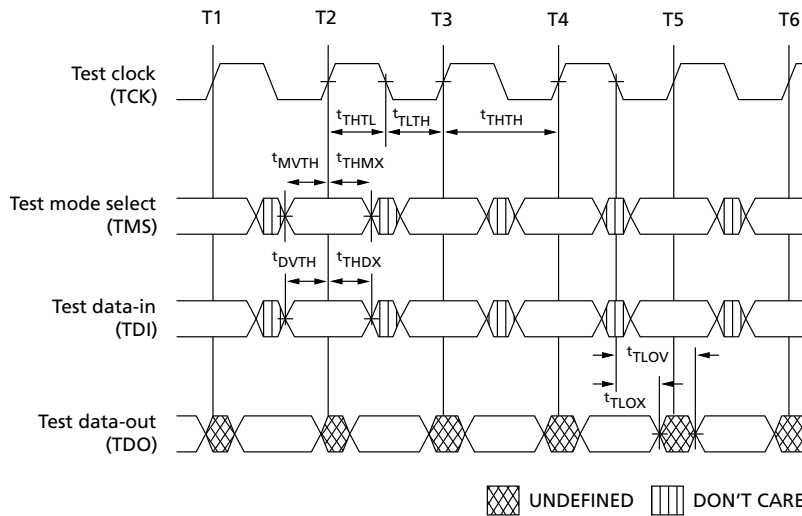 T1 T2 T3 T4 T5 T6
Test clock
(TCK)
tTHTL tTLTH tTHTH
tMVTH tTHMX
Test mode select
(TMS)
tDVTH tTHDX
Test data-in
(TDI)
tTLOV
tTLOX
Test data-out
(TDO)
UNDEFINED DON'T CARE